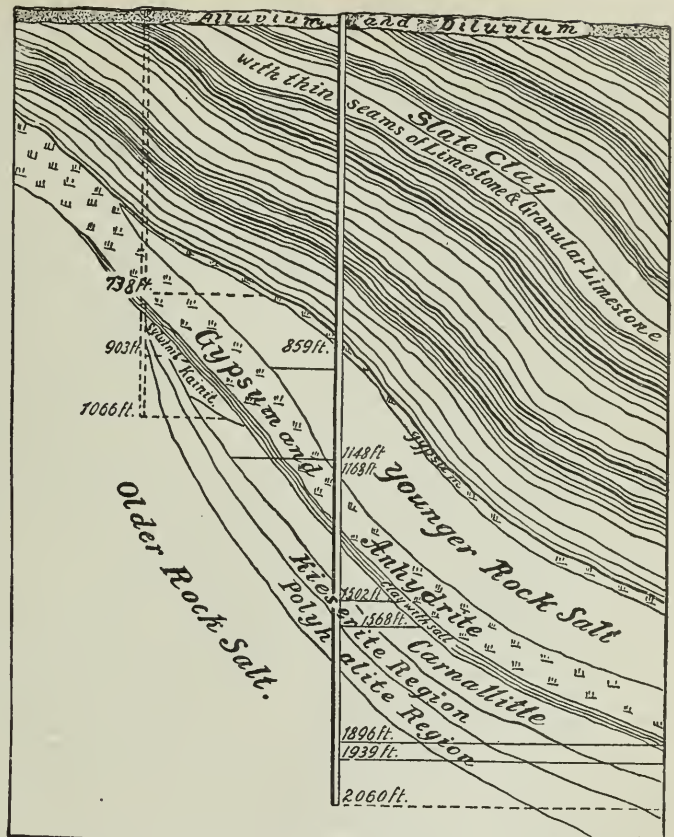 Alluvium and Diluvium
with thin
Slate Clay
seams of Limestone & Granular Limestone
738 ft.
903 ft
1066 ft.
859 ft.
Sylvinit Kainit
Gypsum and
Anhydrite
gypsum
1148 ft
1168 ft
Younger Rock Salt
Older Rock Salt.
1502 ft
1568 ft.
clay with salt
Carnallitte
Kieserite Region
Polyhalite Region
1896 ft.
1939 ft.
2060 ft.